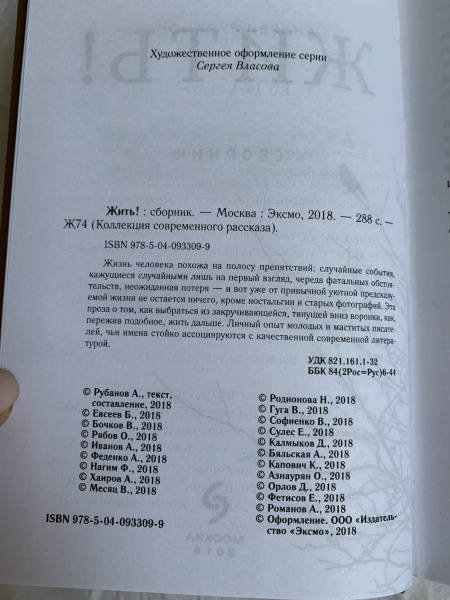 Художественное оформление серии
Сергея Власова
Жить! : сборник. — Москва : Эксмо, 2018. — 288 с. —
Ж74 (Коллекция современного рассказа).
ISBN 978-5-04-093309-9
Жизнь человека похожа на полосу препятствий: случайные события,
кажущиеся случайными лишь на первый взгляд, череда фатальных обстоя-
тельств, неожиданная потеря — и вот уже от привычной уютной предсказу-
емой жизни не остается ничего, кроме ностальгии и старых фотографий. Эта
проза о том, как выбраться из закручивающейся, тянущей вниз воронки, как,
пережив подобное, жить дальше. Личный опыт молодых и маститых писате-
лей, чьи имена стойко ассоциируются с качественной современной литера-
турой.
УДК 821.161.1-32
ББК 84(2Рос=Рус)6-44
© Рубанов А., текст,
составление, 2018
© Евсеев Б., 2018
© Бочков В., 2018
© Рябов О., 2018
© Иванов А., 2018
© Феденко А., 2018
© Нагим Ф., 2018
© Хаиров А., 2018
© Месяц В., 2018
© Родионова Н., 2018
© Гуга В., 2018
© Софиенко В., 2018
© Сулес Е., 2018
© Калмыков Д., 2018
© Бяльская А., 2018
© Капович К., 2018
© Азнаурян О., 2018
© Орлов Д., 2018
© Фетисов Е., 2018
© Романов А., 2018
© Оформление. ООО «Издатель-
ство «Эксмо», 2018
ISBN 978-5-04-093309-9
ЖИТЬ!
СБОРНИК
МОСКВА
2018